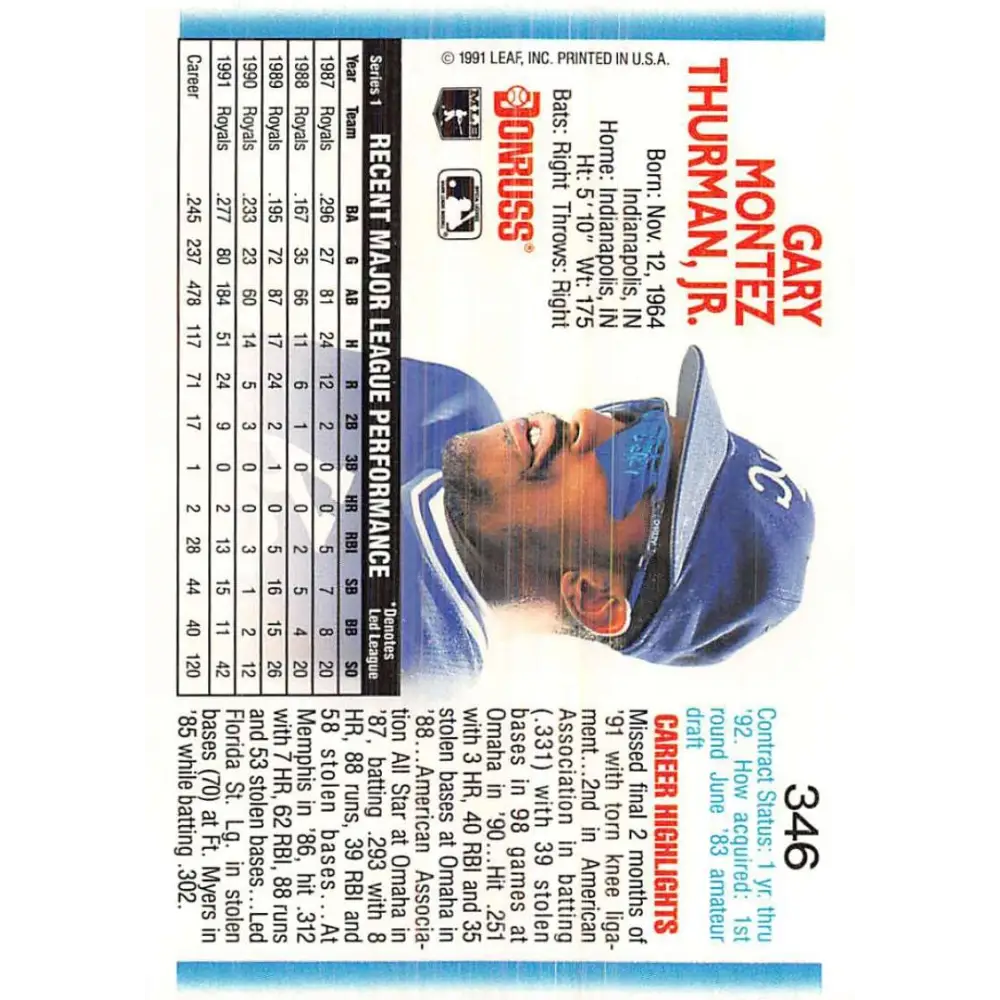 GARY
MONTEZ
THURMAN, JR.
Born: Nov. 12, 1964
Indianapolis, IN
Home: Indianapolis, IN
Ht: 5'10" Wt: 175
Bats: Right Throws: Right
DONRUSS®
MLB
© 1991 LEAF, INC. PRINTED IN U.S.A.
KC
346
Contract Status: 1 yr. thru
'92. How acquired: 1st
round June '83 amateur
draft
CAREER HIGHLIGHTS
Missed final 2 months of
'91 with torn knee liga-
ment...2nd in American
Association in batting
(.331) with 39 stolen
bases in 98 games at
Omaha in '90...Hit .251
with 3 HR, 40 RBI and 35
stolen bases at Omaha in
'88...American Associa-
tion All Star at Omaha in
'87, batting .293 with 8
HR, 88 runs, 39 RBI and
58 stolen bases...At
Memphis in '86, hit .312
with 7 HR, 62 RBI, 88 runs
and 53 stolen bases...Led
Florida St. Lg. in stolen
bases (70) at Ft. Myers in
'85 while batting .302.
Series 1 RECENT MAJOR LEAGUE PERFORMANCE *Denotes Led League
Year Team BA G AB H R 2B 3B HR RBI SB BB SO
1987 Royals .296 27 81 24 12 2 0 0 5 7 8 20
1988 Royals .167 35 66 11 6 1 0 0 2 5 4 20
1989 Royals .195 72 87 17 24 2 1 0 5 16 15 26
1990 Royals .233 23 60 14 5 3 0 0 3 1 2 12
1991 Royals .277 80 184 51 24 9 0 2 13 15 11 42
Career .245 237 478 117 71 17 1 2 28 44 40 120